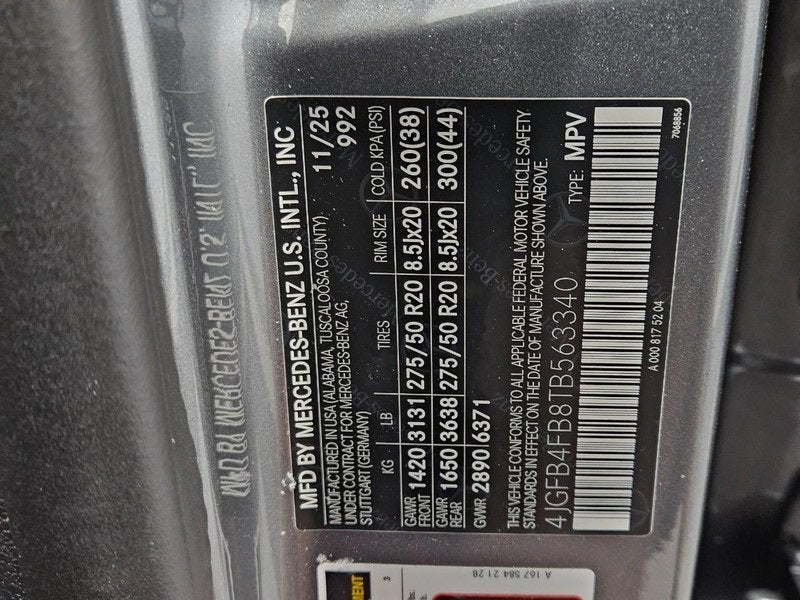 MFD BY MERCEDES-BENZ U.S. INTL., INC
MANUFACTURED IN USA (ALABAMA, TUSCALOOSA COUNTY) 11/25
UNDER CONTRACT FOR MERCEDES-BENZ AG, 992
STUTTGART (GERMANY)
KG LB TIRES RIM SIZE COLD KPA (PSI)
GAWR FRONT 1420 3131 275/50 R20 8.5Jx20 260(38)
GAWR REAR 1650 3638 275/50 R20 8.5Jx20 300(44)
GVWR 2890 6371
THIS VEHICLE CONFORMS TO ALL APPLICABLE FEDERAL MOTOR VEHICLE SAFETY
STANDARDS IN EFFECT ON THE DATE OF MANUFACTURE SHOWN ABOVE.
4JGFB4FB8TB563340 TYPE: MPV
A 000 817 52 04
7068856
A 167 584 21 28
3